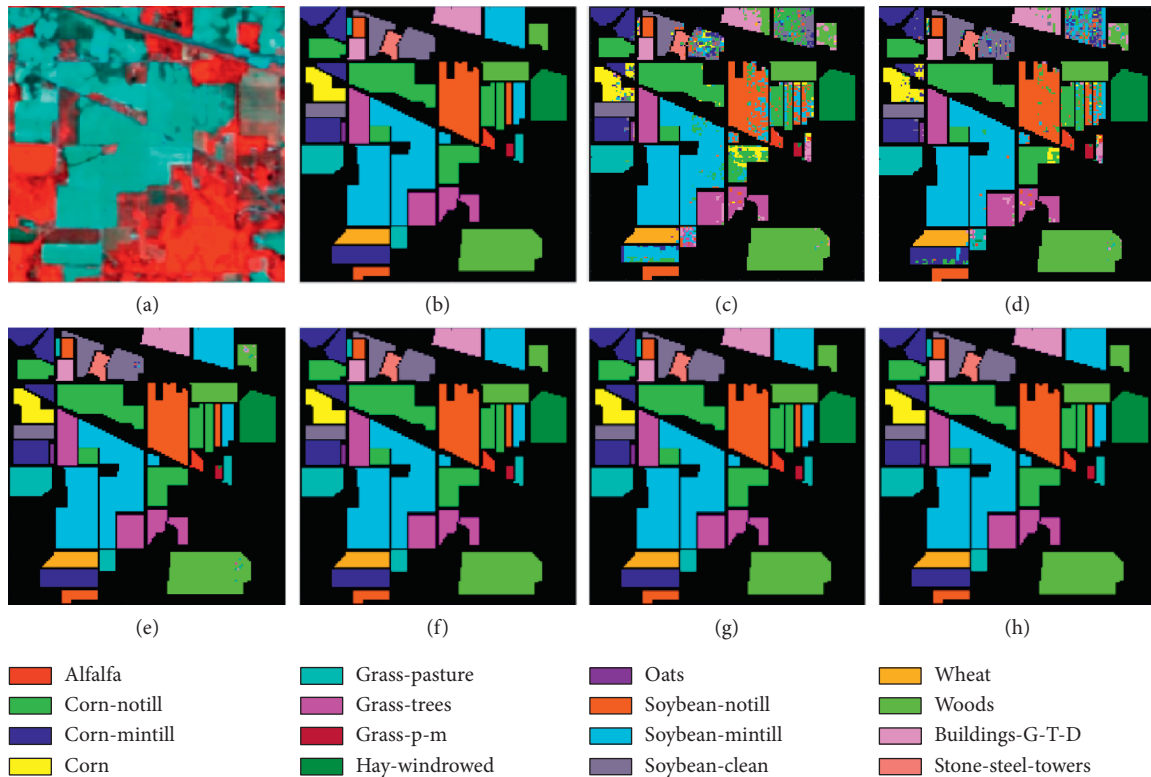 (a)
(b)
(c)
(d)
(e)
(f)
(g)
(h)
Alfalfa
Corn-notill
Corn-mintill
Corn
Grass-pasture
Grass-trees
Grass-p-m
Hay-windrowed
Oats
Soybean-notill
Soybean-mintill
Soybean-clean
Wheat
Woods
Buildings-G-T-D
Stone-steel-towers